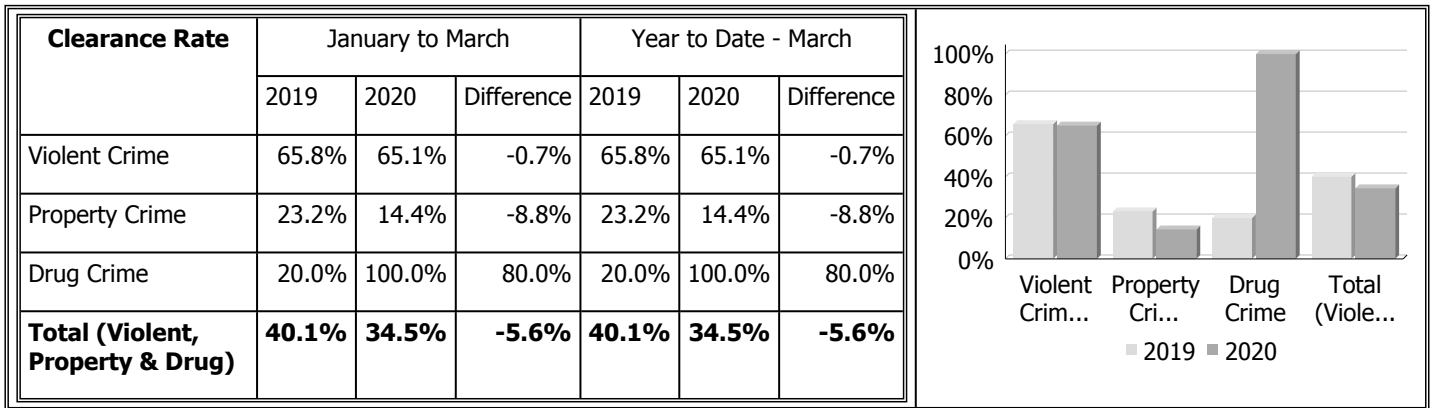 Clearance Rate January to March Year to Date - March
2019 2020 Difference 2019 2020 Difference
Violent Crime 65.8% 65.1% -0.7% 65.8% 65.1% -0.7%
Property Crime 23.2% 14.4% -8.8% 23.2% 14.4% -8.8%
Drug Crime 20.0% 100.0% 80.0% 20.0% 100.0% 80.0%
Total (Violent, 40.1% 34.5% -5.6% 40.1% 34.5% -5.6%
Property & Drug)
100%
80%
60%
40%
20%
0%
Violent Property Drug Total
Crim... Cri... Crime (Viole...
2019 2020